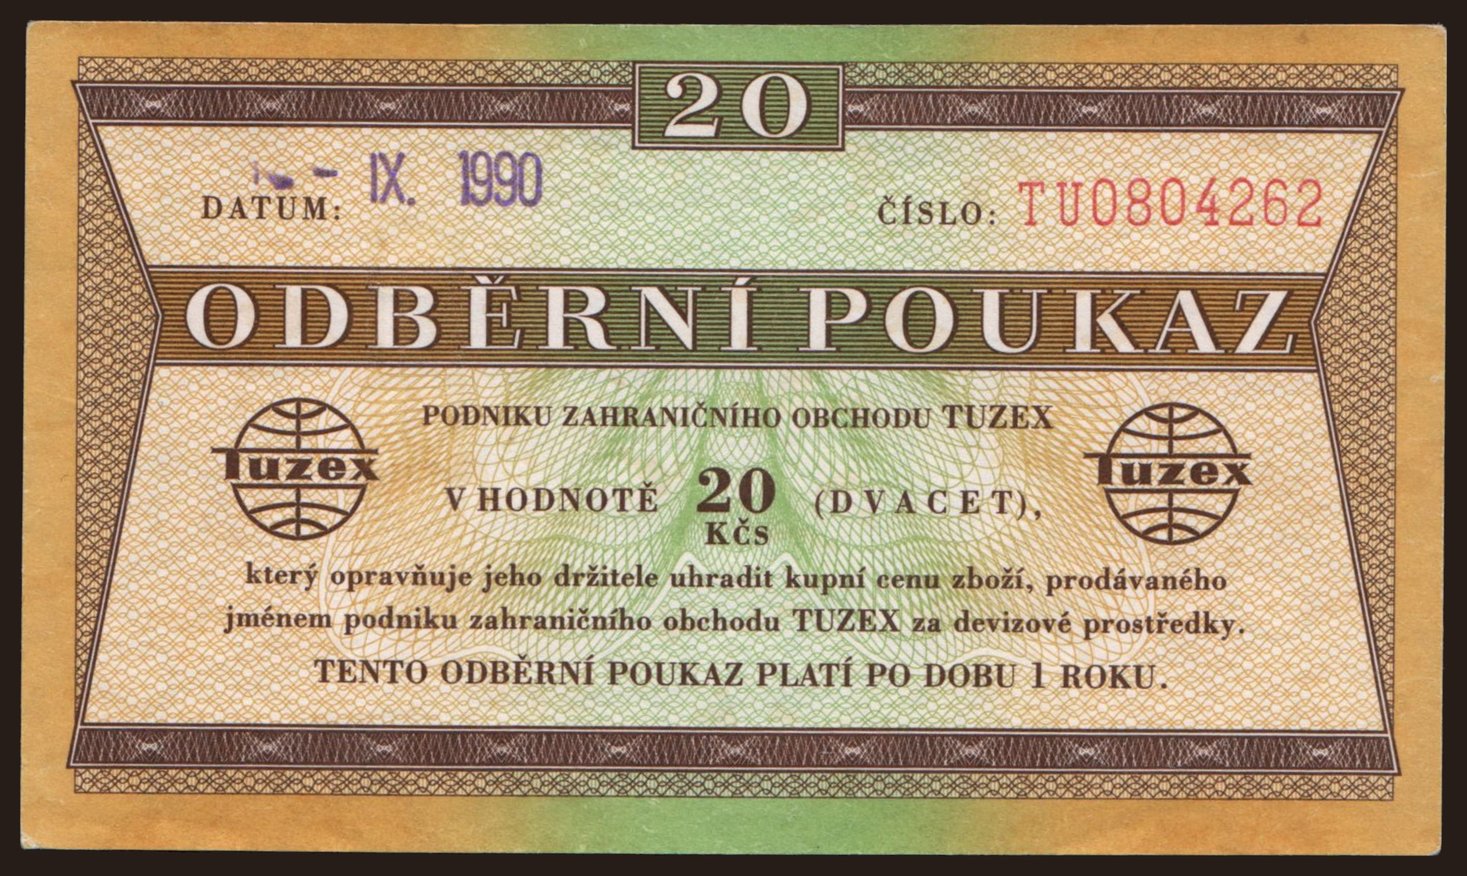 20
DATUM: - IX. 1990
ČÍSLO: TU0804262
ODBĚRNÍ POUKAZ
PODNIKU ZAHRANIČNÍHO OBCHODU TUZEX
Tuzex
Tuzex
V HODNOTĚ 20 (DVACET),
KČS
který opravňuje jeho držitele uhradit kupní cenu zboží, prodávaného
jménem podniku zahraničního obchodu TUZEX za devizové prostředky.
TENTO ODBĚRNÍ POUKAZ PLATÍ PO DOBU 1 ROKU.